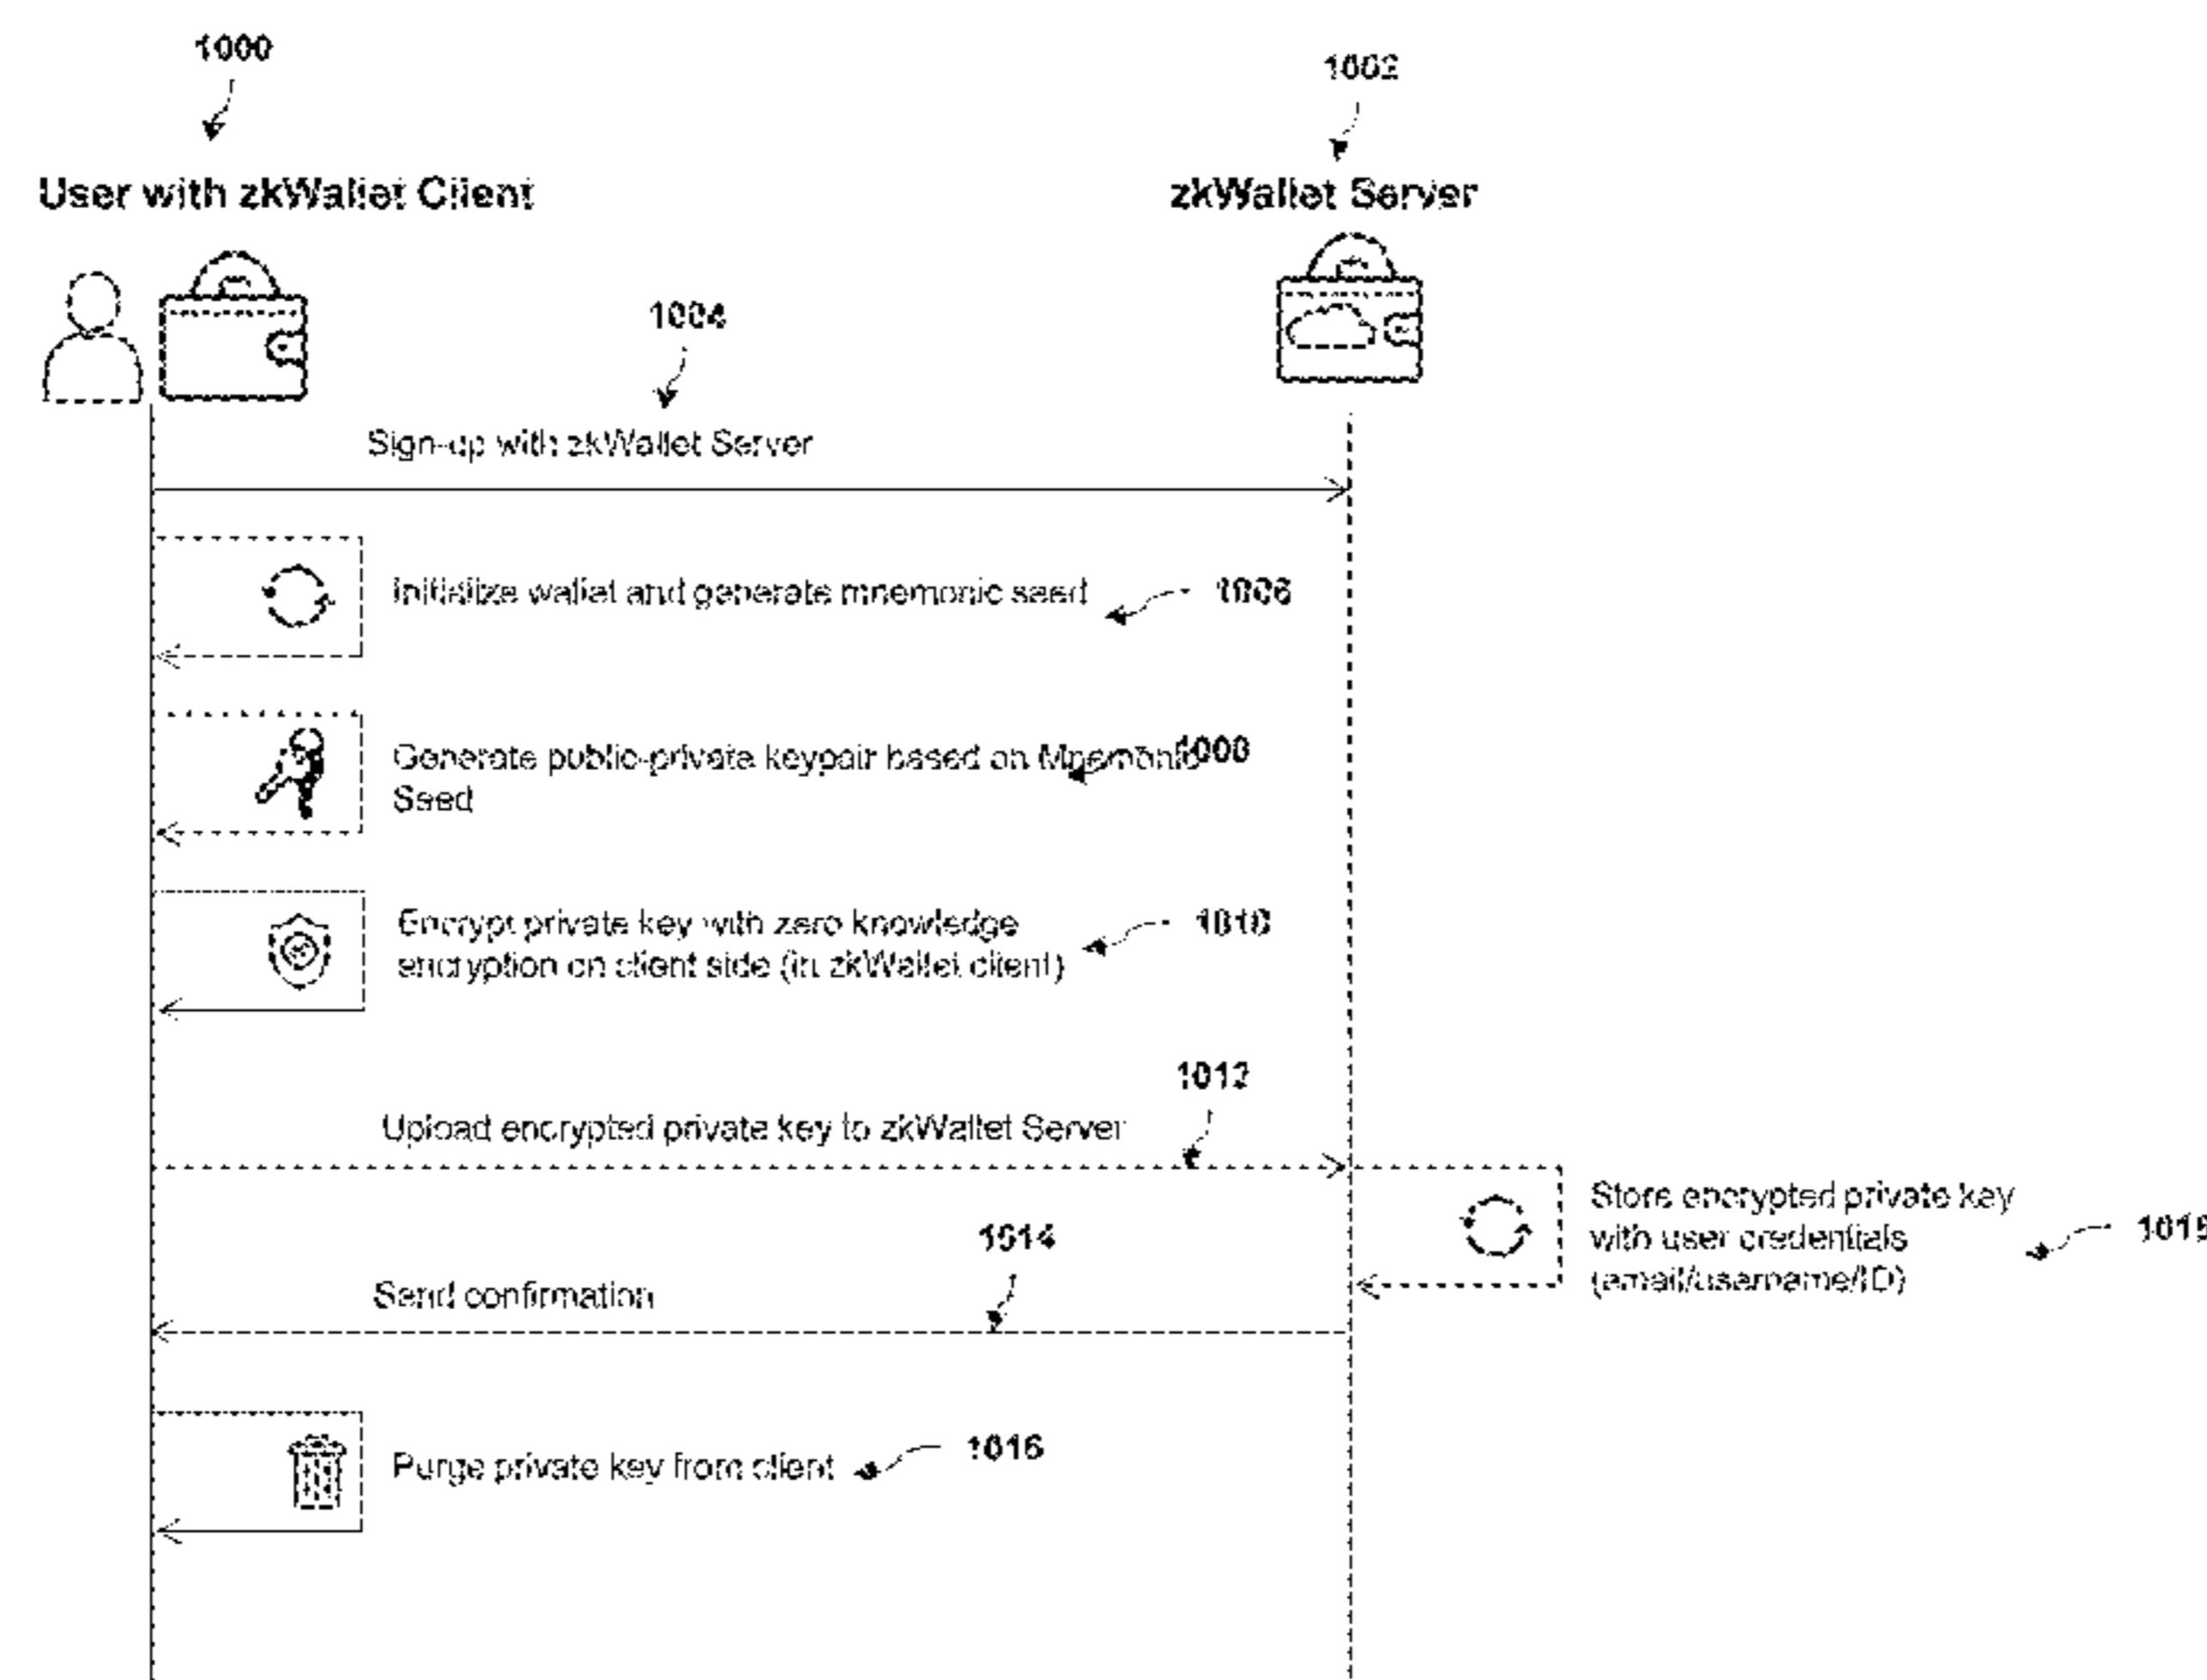 1000
1002
User with zkWallet Client
zkWallet Server
1004
Sign-up with zkWallet Server
Initialize wallet and generate mnemonic seed
1006
Generate public-private keypair based on Mnemonic
1008
Seed
Encrypt private key with zero knowledge
encryption on client side (in zkWallet client)
1010
1012
Upload encrypted private key to zkWallet Server
Store encrypted private key
with user credentials
(email/username/ID)
1015
1014
Send confirmation
Purge private key from client
1016